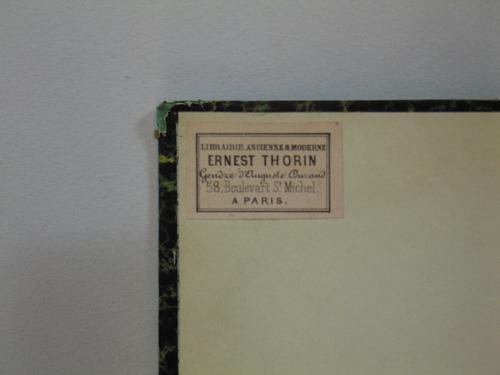 LIBRAIRIE ANCIENNE & MODERNE
ERNEST THORIN
Gendre d'Auguste Durand
58, Boulevart St Michel.
A PARIS.